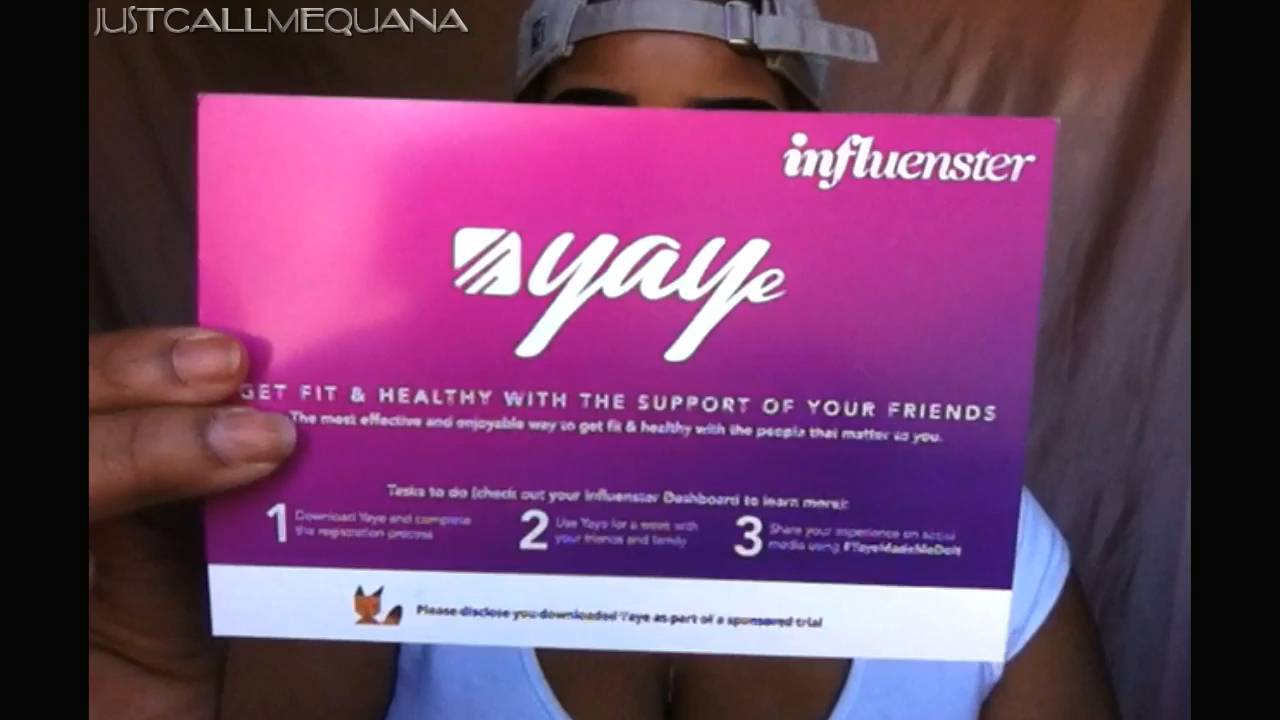 JUSTCALLMEQUANA
influenster
yaye
GET FIT & HEALTHY WITH THE SUPPORT OF YOUR FRIENDS
The most effective and enjoyable way to get fit & healthy with the people that matter to you.
Tasks to do (check out your Influenster Dashboard to learn more):
1 Download Yaye and complete
the registration process
2 Use Yaye for a week with
your friends and family
3 Share your experience on social
media using #YayeMadeMeDoIt
Please disclose you downloaded Yaye as part of a sponsored trial